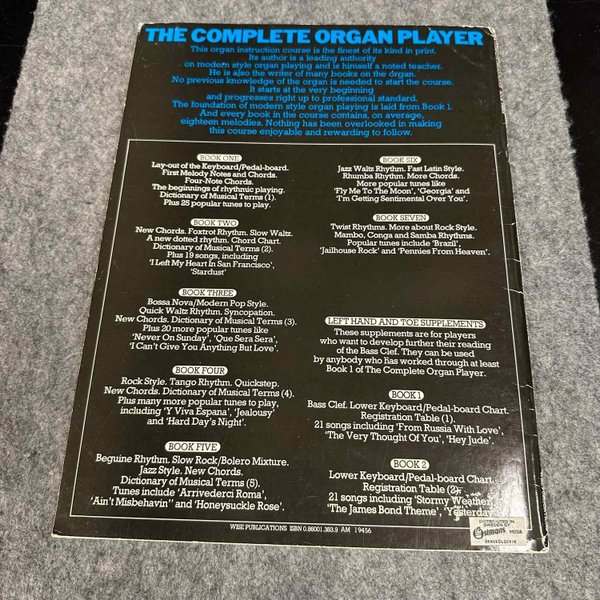 THE COMPLETE ORGAN PLAYER
This organ instruction course is the finest of its kind in print.
Its author is a leading authority
on modern style organ playing and is himself a noted teacher.
He is also the writer of many books on the organ.
No previous knowledge of the organ is needed to start the course.
It starts at the very beginning
and progresses right up to professional standard.
The foundation of modern style organ playing is laid from Book 1.
And every book in the course contains, on average,
eighteen melodies. Nothing has been overlooked in making
this course enjoyable and rewarding to follow.
BOOK ONE
Lay-out of the Keyboard/Pedal-board.
First Melody Notes and Chords.
Four-Note Chords.
The beginnings of rhythmic playing.
Dictionary of Musical Terms (1).
Plus 25 popular tunes to play.
BOOK TWO
New Chords. Foxtrot Rhythm. Slow Waltz.
A new dotted rhythm. Chord Chart.
Dictionary of Musical Terms (2).
Plus 19 songs, including
'I Left My Heart In San Francisco',
'Stardust'
BOOK THREE
Bossa Nova/Modern Pop Style.
Quick Waltz Rhythm. Syncopation.
New Chords. Dictionary of Musical Terms (3).
Plus 20 more popular tunes like
'Never On Sunday', 'Que Sera Sera',
'I Can't Give You Anything But Love'.
BOOK FOUR
Rock Style. Tango Rhythm. Quickstep.
New Chords. Dictionary of Musical Terms (4).
Plus many more popular tunes to play,
including 'Y Viva Espana', 'Jealousy'
and 'Hard Day's Night'.
BOOK FIVE
Beguine Rhythm. Slow Rock/Bolero Mixture.
Jazz Style. New Chords.
Dictionary of Musical Terms (5).
Tunes include 'Arrivederci Roma',
'Ain't Misbehavin'' and 'Honeysuckle Rose'.
BOOK SIX
Jazz Waltz Rhythm. Fast Latin Style.
Rhumba Rhythm. More Chords.
More popular tunes like
'Fly Me To The Moon', 'Georgia' and
'I'm Getting Sentimental Over You'.
BOOK SEVEN
Twist Rhythms. More about Rock Style.
Mambo, Conga and Samba Rhythms.
Popular tunes include 'Brazil',
'Jailhouse Rock' and 'Pennies From Heaven'.
LEFT HAND AND TOE SUPPLEMENTS
These supplements are for players
who want to develop further their reading
of the Bass Clef. They can be used
by anybody who has worked through at least
Book 1 of The Complete Organ Player.
BOOK 1
Bass Clef. Lower Keyboard/Pedal-board Chart.
Registration Table (1).
21 songs including 'From Russia With Love',
'The Very Thought Of You', 'Hey Jude'.
BOOK 2
Lower Keyboard/Pedal-board Chart.
Registration Table (2).
21 songs including 'Stormy Weather',
'The James Bond Theme', 'Yesterday'
WISE PUBLICATIONS ISBN 0.86001.383.9 AM 19456
DISTRIBUTED IN
SWEDEN BY
MUSIK
ÖRNSKÖLDSVIK